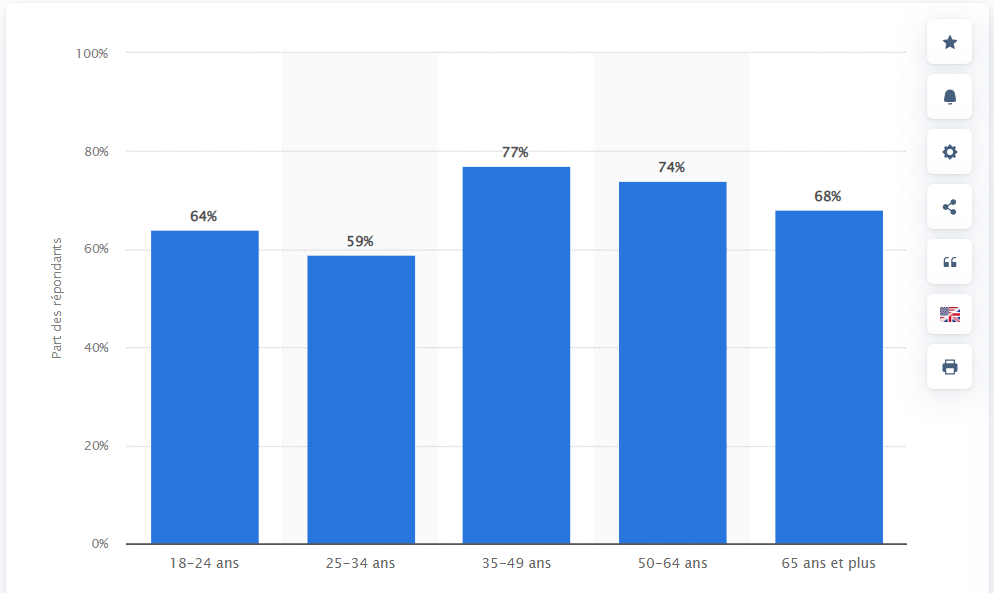 100%
80%
60%
40%
20%
0%
Part des répondants
64%
59%
77%
74%
68%
18–24 ans
25–34 ans
35–49 ans
50–64 ans
65 ans et plus